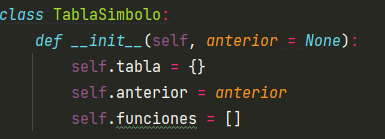 class TablaSimbolo:
    def __init__(self, anterior = None):
        self.tabla = {}
        self.anterior = anterior
        self.funciones = []